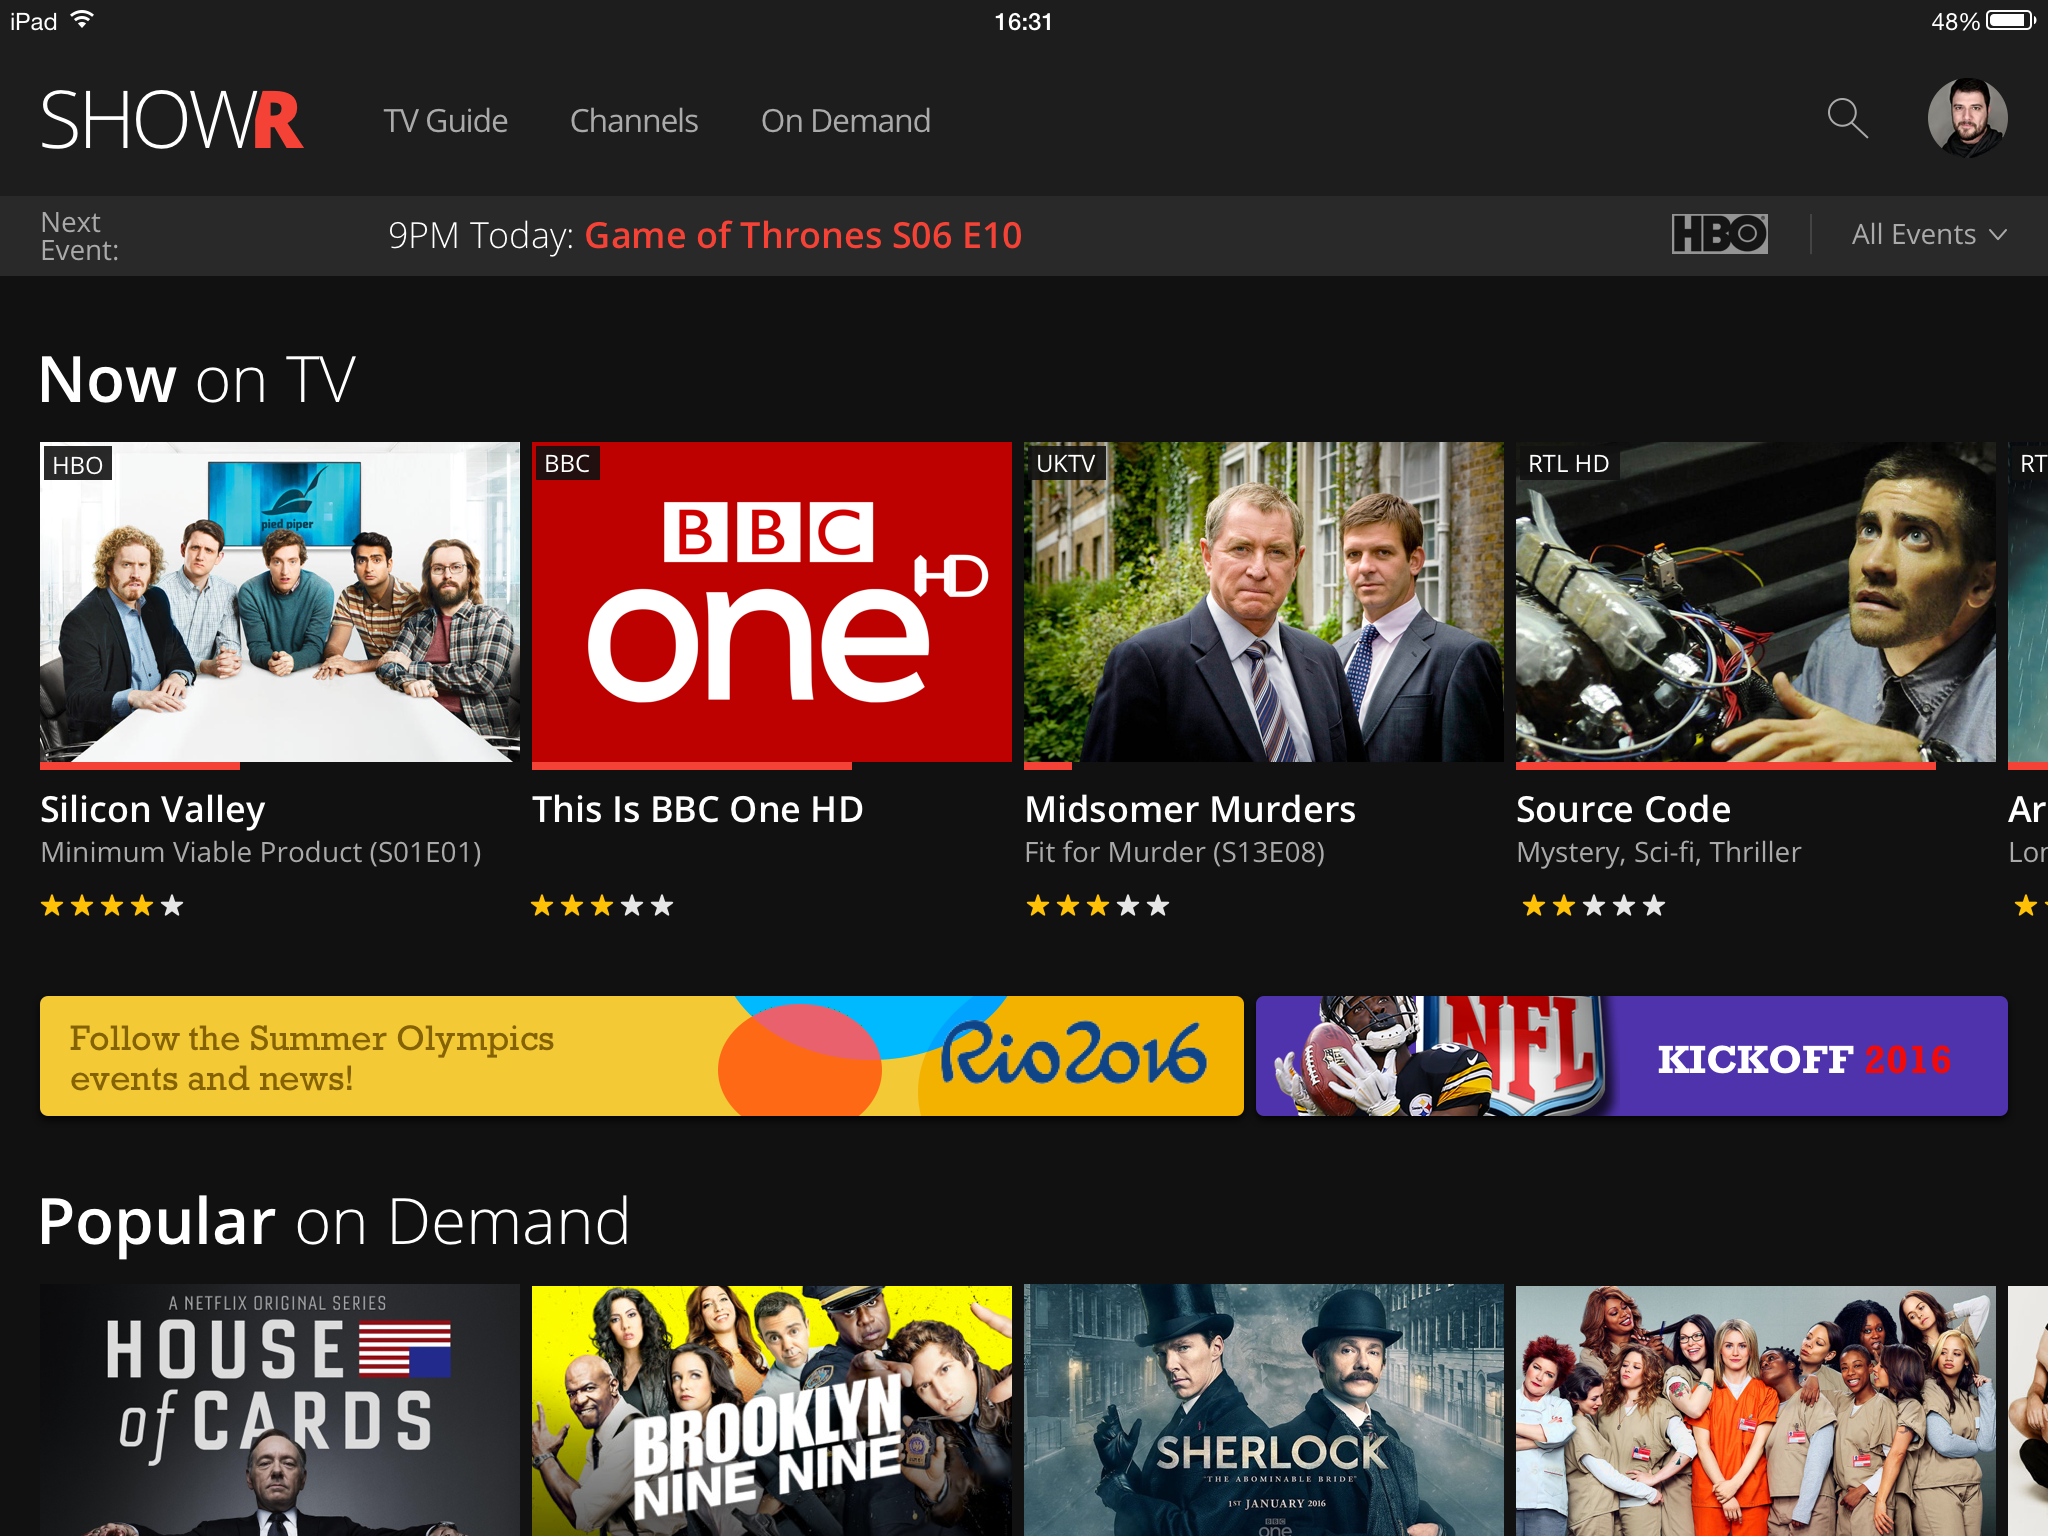 iPad
16:31
48%
SHOWR
TV Guide
Channels
On Demand
Next
Event:
9PM Today: Game of Thrones S06 E10
HBO
All Events
Now on TV
HBO
pied piper
BBC
BBC
one HD
UKTV
RTL HD
RT
Silicon Valley
Minimum Viable Product (S01E01)
This Is BBC One HD
Midsomer Murders
Fit for Murder (S13E08)
Source Code
Mystery, Sci-fi, Thriller
Ar
Lon
Follow the Summer Olympics
events and news!
Rio2016
NFL
KICKOFF 2016
Popular on Demand
A NETFLIX ORIGINAL SERIES
HOUSE
of CARDS
BROOKLYN
NINE NINE
SHERLOCK
"THE ABOMINABLE BRIDE"
1ST JANUARY 2016
BBC
one